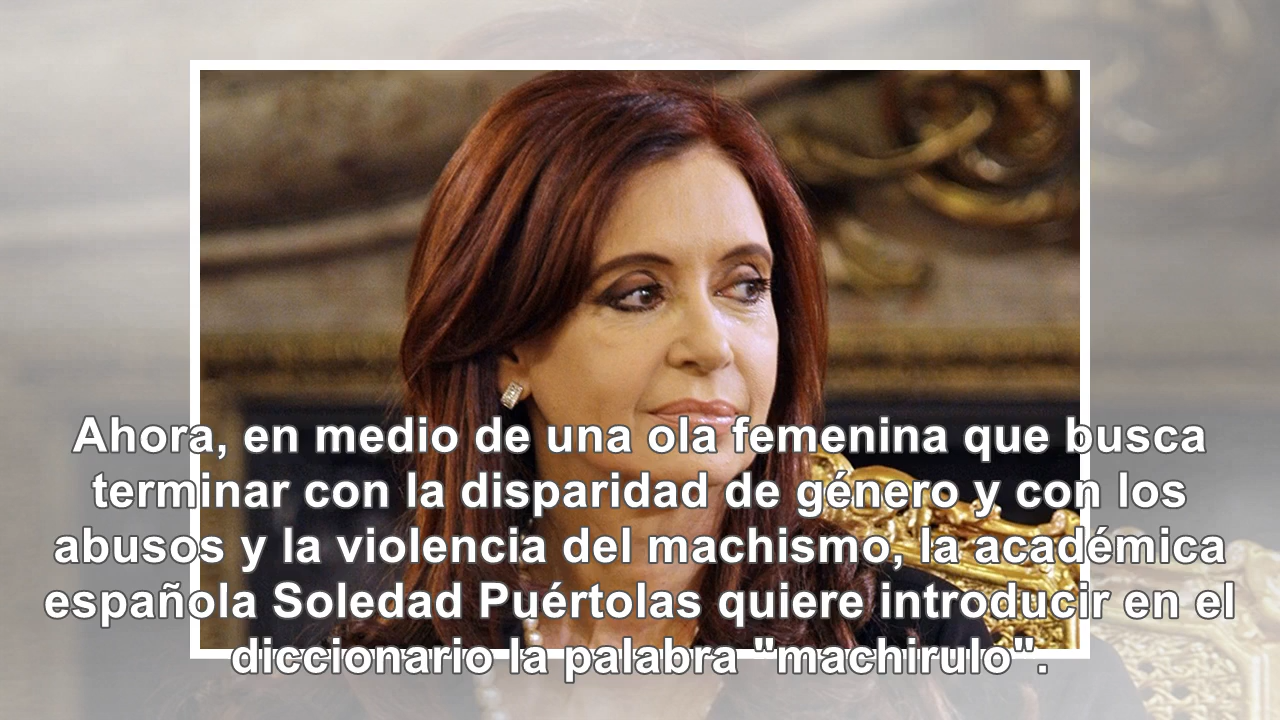 Ahora, en medio de una ola femenina que busca
terminar con la disparidad de género y con los
abusos y la violencia del machismo, la académica
española Soledad Puértolas quiere introducir en el
diccionario la palabra "machirulo".